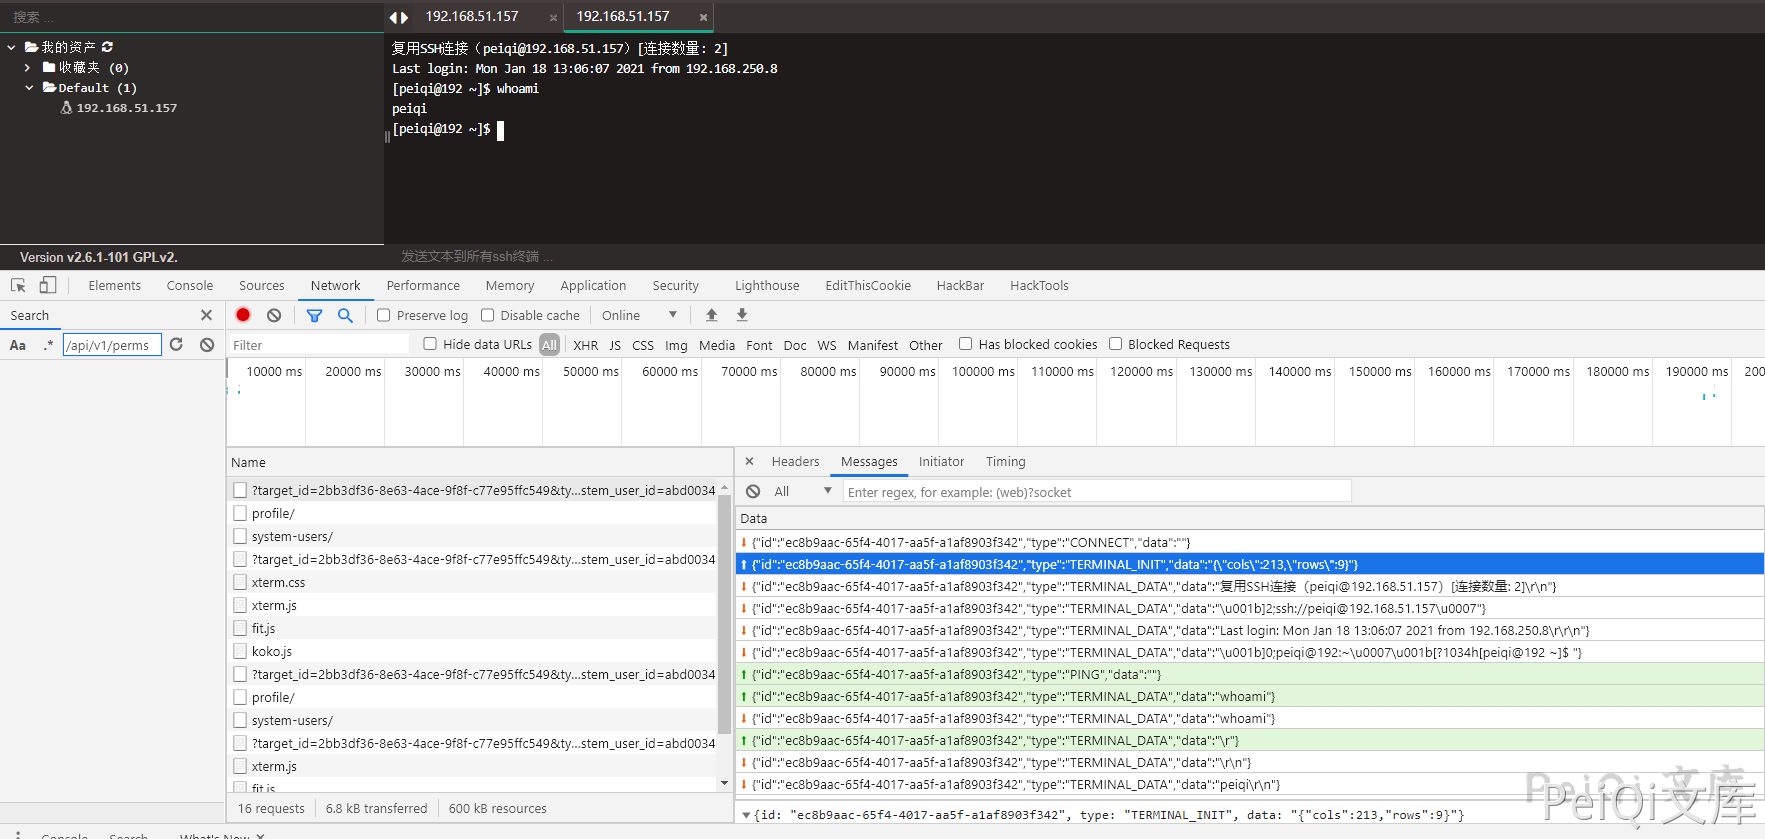 搜索 ...
192.168.51.157 ×
192.168.51.157 ×
我的资产
收藏夹 (0)
Default (1)
192.168.51.157
复用SSH连接（peiqi@192.168.51.157）[连接数量: 2]
Last login: Mon Jan 18 13:06:07 2021 from 192.168.250.8
[peiqi@192 ~]$ whoami
peiqi
[peiqi@192 ~]$
Version v2.6.1-101 GPLv2.
发送文本到所有ssh终端 ...
Elements Console Sources Network Performance Memory Application Security Lighthouse EditThisCookie HackBar HackTools
Search
Preserve log Disable cache Online
Aa .* /api/v1/perms
Filter Hide data URLs All XHR JS CSS Img Media Font Doc WS Manifest Other Has blocked cookies Blocked Requests
10000 ms 20000 ms 30000 ms 40000 ms 50000 ms 60000 ms 70000 ms 80000 ms 90000 ms 100000 ms 110000 ms 120000 ms 130000 ms 140000 ms 150000 ms 160000 ms 170000 ms 180000 ms 190000 ms 200
Name
?target_id=2bb3df36-8e63-4ace-9f8f-c77e95ffc549&ty...stem_user_id=abd0034
profile/
system-users/
?target_id=2bb3df36-8e63-4ace-9f8f-c77e95ffc549&ty...stem_user_id=abd0034
xterm.css
xterm.js
fit.js
koko.js
?target_id=2bb3df36-8e63-4ace-9f8f-c77e95ffc549&ty...stem_user_id=abd0034
profile/
system-users/
?target_id=2bb3df36-8e63-4ace-9f8f-c77e95ffc549&ty...stem_user_id=abd0034
xterm.js
fit.js
16 requests 6.8 kB transferred 600 kB resources
Headers Messages Initiator Timing
All Enter regex, for example: (web)?socket
Data
{"id":"ec8b9aac-65f4-4017-aa5f-a1af8903f342","type":"CONNECT","data":""}
{"id":"ec8b9aac-65f4-4017-aa5f-a1af8903f342","type":"TERMINAL_INIT","data":"{\"cols\":213,\"rows\":9}"}
{"id":"ec8b9aac-65f4-4017-aa5f-a1af8903f342","type":"TERMINAL_DATA","data":"复用SSH连接（peiqi@192.168.51.157）[连接数量: 2]\r\n"}
{"id":"ec8b9aac-65f4-4017-aa5f-a1af8903f342","type":"TERMINAL_DATA","data":"\u001b]2;ssh://peiqi@192.168.51.157\u0007"}
{"id":"ec8b9aac-65f4-4017-aa5f-a1af8903f342","type":"TERMINAL_DATA","data":"Last login: Mon Jan 18 13:06:07 2021 from 192.168.250.8\r\r\n"}
{"id":"ec8b9aac-65f4-4017-aa5f-a1af8903f342","type":"TERMINAL_DATA","data":"\u001b]0;peiqi@192:~\u0007\u001b[?1034h[peiqi@192 ~]$ "}
{"id":"ec8b9aac-65f4-4017-aa5f-a1af8903f342","type":"PING","data":""}
{"id":"ec8b9aac-65f4-4017-aa5f-a1af8903f342","type":"TERMINAL_DATA","data":"whoami"}
{"id":"ec8b9aac-65f4-4017-aa5f-a1af8903f342","type":"TERMINAL_DATA","data":"whoami"}
{"id":"ec8b9aac-65f4-4017-aa5f-a1af8903f342","type":"TERMINAL_DATA","data":"\r"}
{"id":"ec8b9aac-65f4-4017-aa5f-a1af8903f342","type":"TERMINAL_DATA","data":"\r\n"}
{"id":"ec8b9aac-65f4-4017-aa5f-a1af8903f342","type":"TERMINAL_DATA","data":"peiqi\r\n"}
{id: "ec8b9aac-65f4-4017-aa5f-a1af8903f342", type: "TERMINAL_INIT", data: "{"cols":213,"rows":9}"}
PeiQi文库
PeiQi文库
Console Search What's New ×